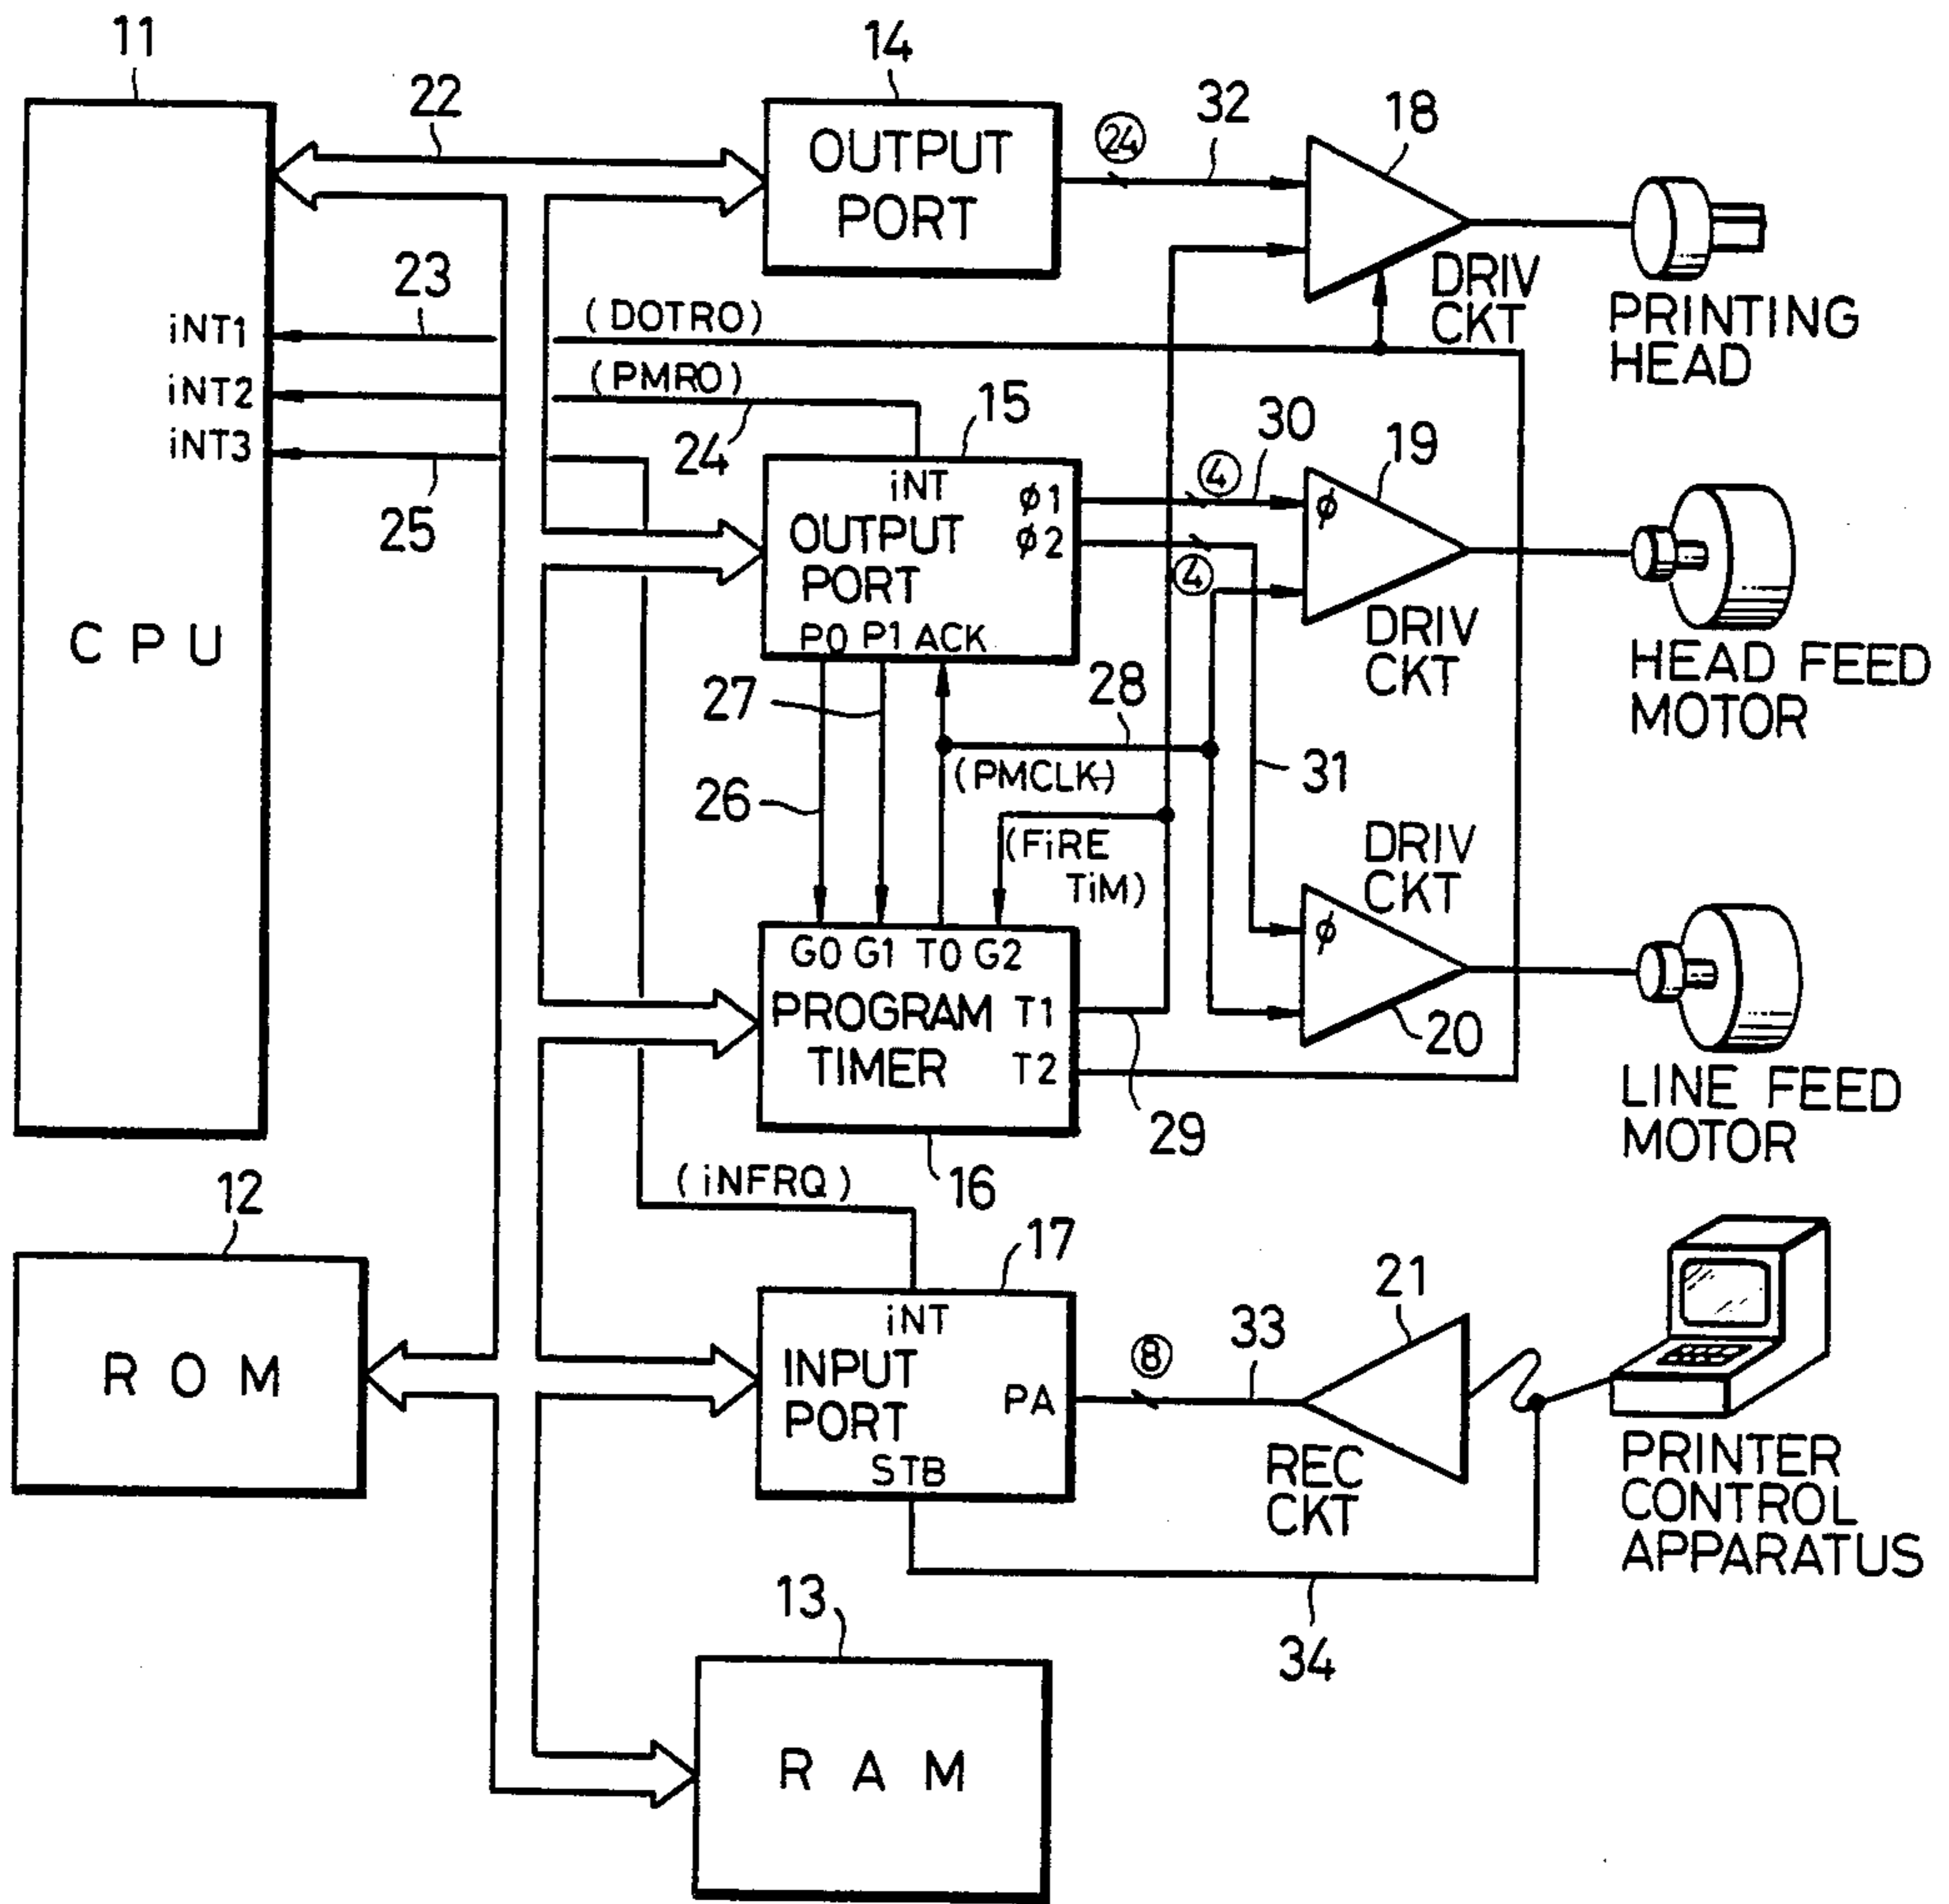 11
22
14
24
32
18
OUTPUT
PORT
DRIV
CKT
PRINTING
HEAD
23
(DOTRO)
iNT1
(PMRO)
iNT2
24
15
iNT3
25
30
19
4
iNT
φ1
OUTPUT
φ2
PORT
4
φ
P0 P1 ACK
DRIV
CKT
HEAD FEED
MOTOR
CPU
27
28
26
(PMCLK)
31
(FiRE
TiM)
DRIV
CKT
φ
20
G0 G1 T0 G2
PROGRAM
TIMER
T1
T2
29
16
LINE FEED
MOTOR
(iNFRQ)
12
17
21
ROM
iNT
INPUT
PORT
PA
STB
8
33
REC
CKT
PRINTER
CONTROL
APPARATUS
34
13
RAM